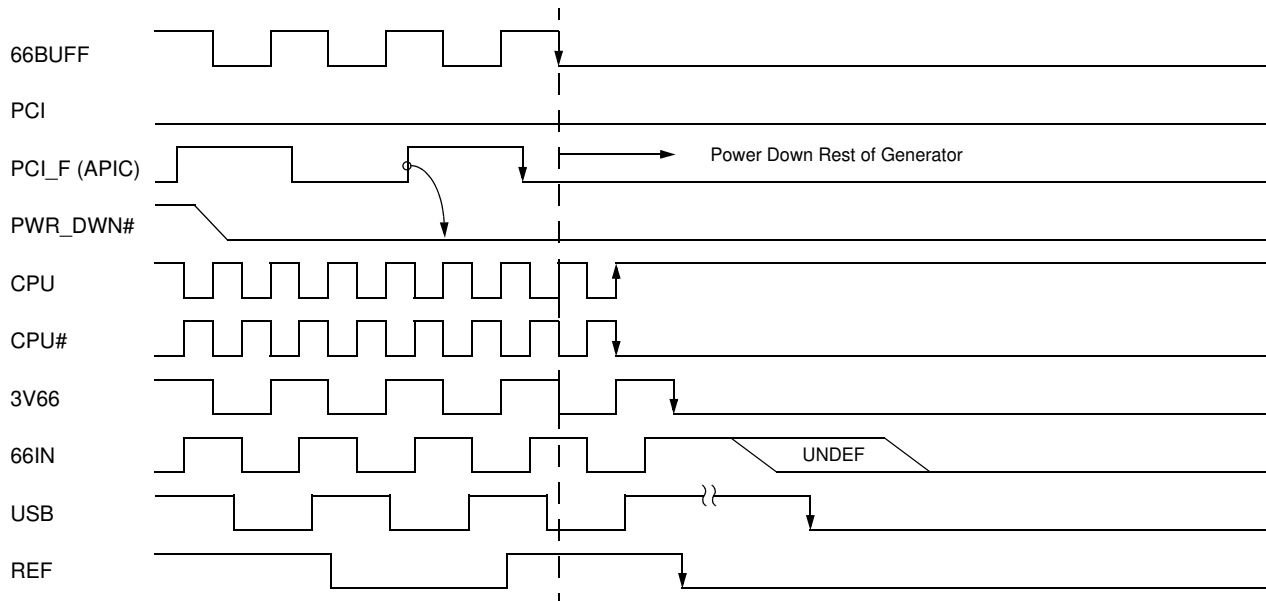 66BUFF
PCI
PCI_F (APIC)
Power Down Rest of Generator
PWR_DWN#
CPU
CPU#
3V66
66IN
UNDEF
USB
REF